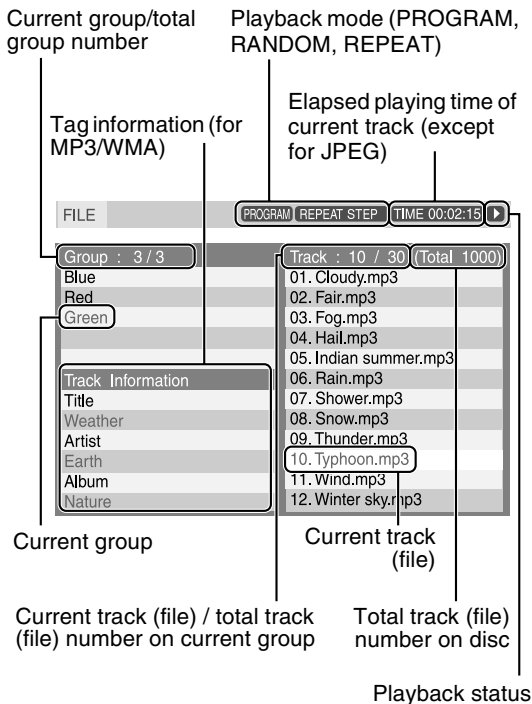 Current group/total
group number
Playback mode (PROGRAM,
RANDOM, REPEAT)
Tag information (for
MP3/WMA)
Elapsed playing time of
current track (except
for JPEG)
FILE
PROGRAM REPEAT STEP TIME 00:02:15
Group : 3 / 3
Blue
Red
Green
Track Information
Title
Weather
Artist
Earth
Album
Nature
Track : 10 / 30 (Total 1000)
01. Cloudy.mp3
02. Fair.mp3
03. Fog.mp3
04. Hail.mp3
05. Indian summer.mp3
06. Rain.mp3
07. Shower.mp3
08. Snow.mp3
09. Thunder.mp3
10. Typhoon.mp3
11. Wind.mp3
12. Winter sky.mp3
Current group
Current track
(file)
Current track (file) / total track
(file) number on current group
Total track (file)
number on disc
Playback status